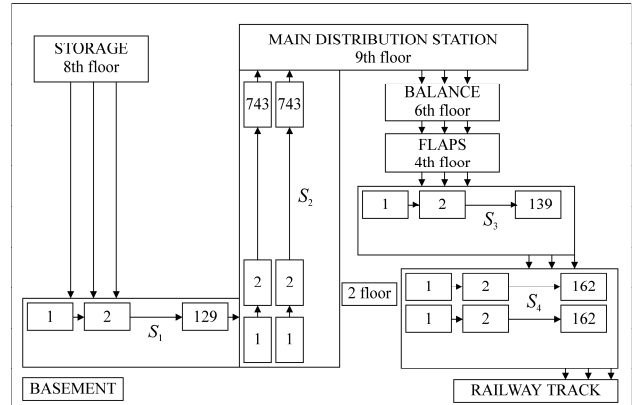 STORAGE
8th floor
MAIN DISTRIBUTION STATION
9th floor
743 743
BALANCE
6th floor
FLAPS
4th floor
S2
1 2 139
S3
2 2
2 floor
1 2 162
S4
1 2 162
1 2 129
S1
1 1
BASEMENT
RAILWAY TRACK